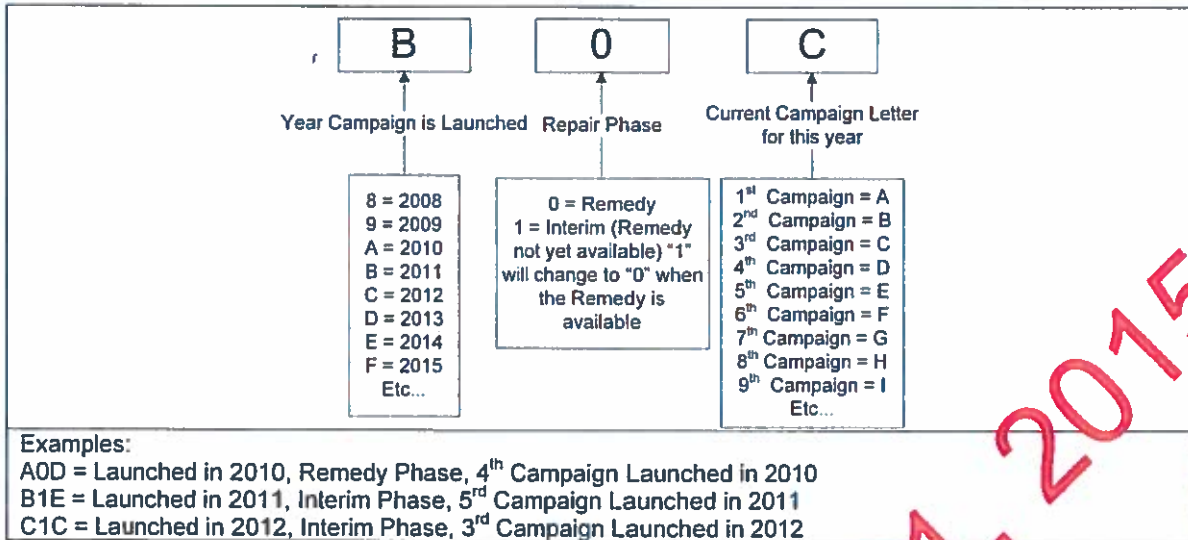 B 0 C
Year Campaign is Launched
Repair Phase
Current Campaign Letter
for this year
8 = 2008
9 = 2009
A = 2010
B = 2011
C = 2012
D = 2013
E = 2014
F = 2015
Etc...
0 = Remedy
1 = Interim (Remedy
not yet available) "1"
will change to "0" when
the Remedy is
available
1st Campaign = A
2nd Campaign = B
3rd Campaign = C
4th Campaign = D
5th Campaign = E
6th Campaign = F
7th Campaign = G
8th Campaign = H
9th Campaign = I
Etc...
Examples:
A0D = Launched in 2010, Remedy Phase, 4th Campaign Launched in 2010
B1E = Launched in 2011, Interim Phase, 5rd Campaign Launched in 2011
C1C = Launched in 2012, Interim Phase, 3rd Campaign Launched in 2012
2015